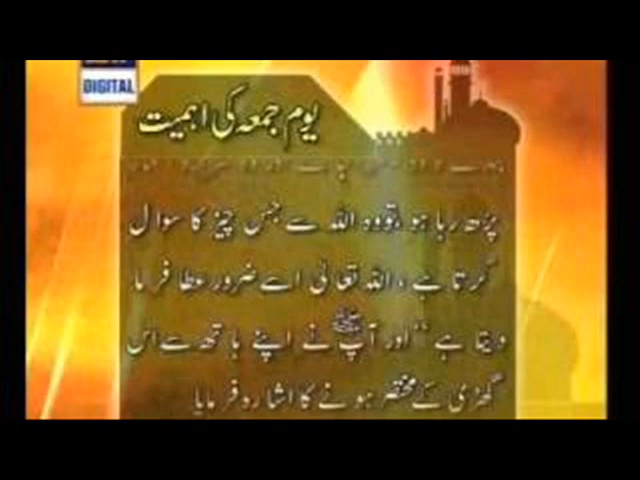 DIGITAL
یوم جمعہ کی اہمیت
پڑھ رہا ہو ،تو وہ اللہ سے جس چیز کا سوال
کرتا ہے ، اللہ تعالیٰ اسے ضرور عطا فرما
دیتا ہے “ اور آپ ﷺ نے اپنے ہاتھ سے اس
گھڑی کے مختصر ہونے کا اشارہ فرمایا